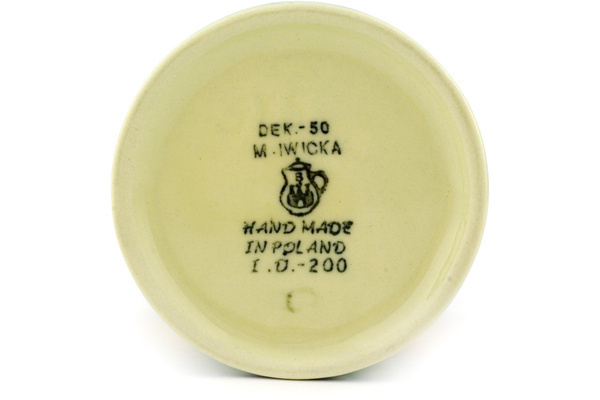 DEK.-50
M.IWICKA
B
HAND MADE
IN POLAND
I.D.-200